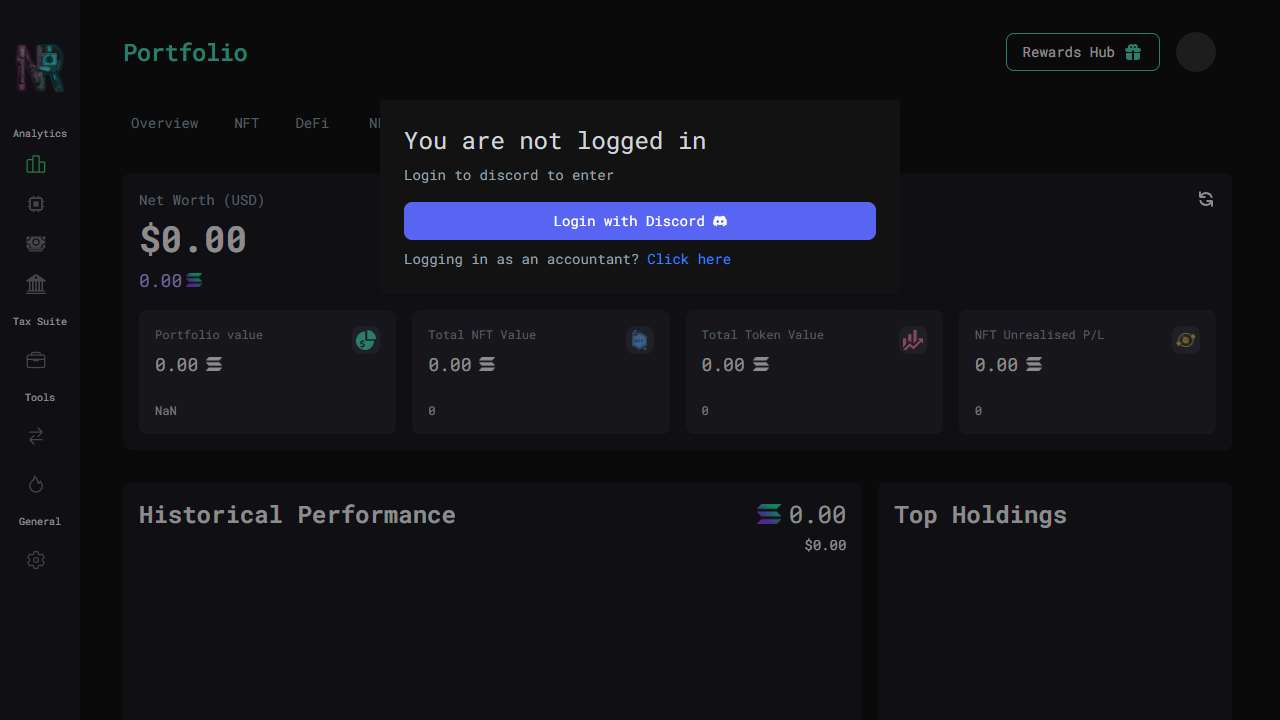 Portfolio
Rewards Hub
Analytics
Overview NFT DeFi
You are not logged in
Login to discord to enter
Login with Discord
Logging in as an accountant? Click here
Net Worth (USD)
$0.00
0.00
Tax Suite
Portfolio value
0.00
NaN
Total NFT Value
0.00
0
Total Token Value
0.00
0
NFT Unrealised P/L
0.00
0
Tools
General
Historical Performance
0.00
$0.00
Top Holdings